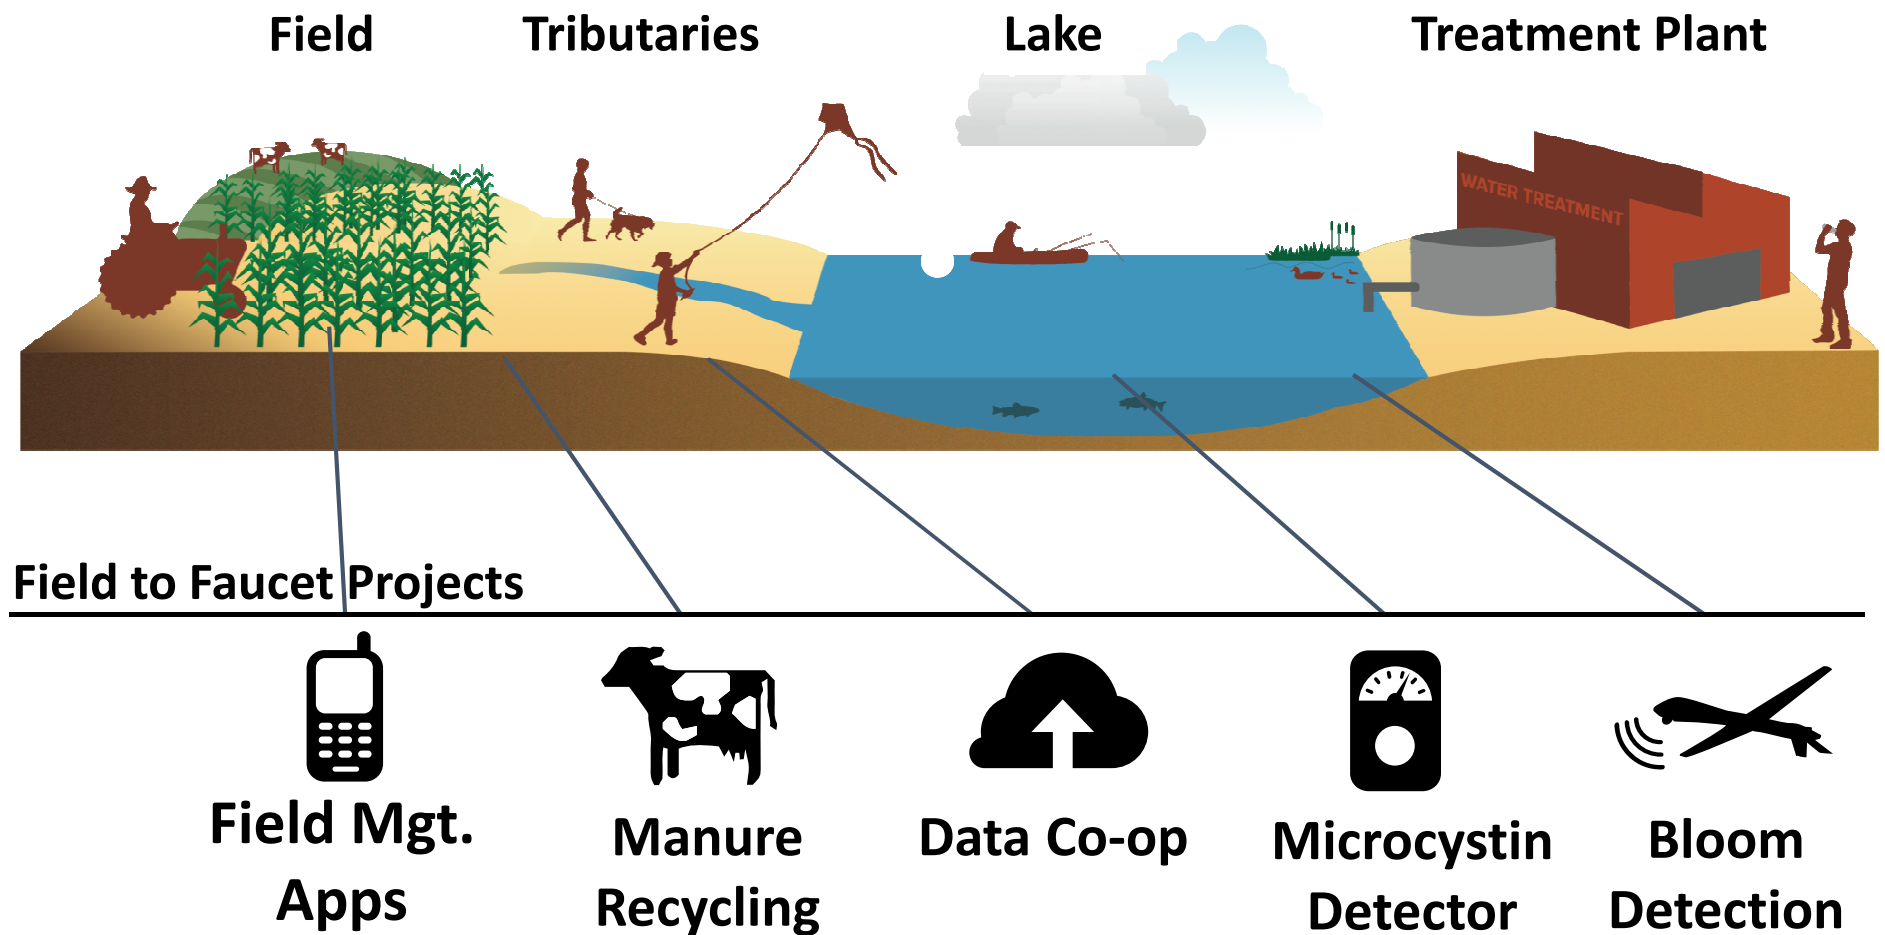 Field
Tributaries
Lake
Treatment Plant
WATER TREATMENT
Field to Faucet Projects
Field Mgt.
Apps
Manure
Recycling
Data Co-op
Microcystin
Detector
Bloom
Detection